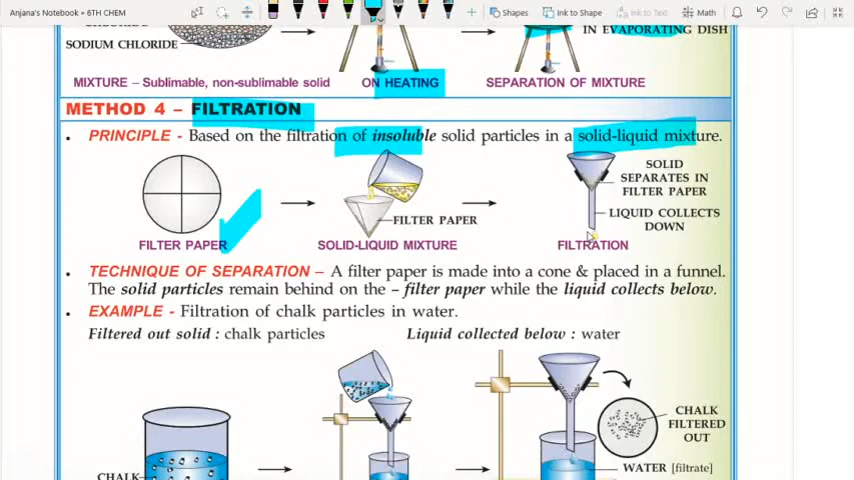 Anjana's Notebook » 6TH CHEM
Shapes
Ink to Shape
Ink to Text
Math
SODIUM CHLORIDE
IN EVAPORATING DISH
MIXTURE – Sublimable, non-sublimable solid
ON HEATING
SEPARATION OF MIXTURE
METHOD 4 – FILTRATION
• PRINCIPLE - Based on the filtration of insoluble solid particles in a solid-liquid mixture.
SOLID
SEPARATES IN
FILTER PAPER
FILTER PAPER
LIQUID COLLECTS
DOWN
FILTER PAPER
SOLID-LIQUID MIXTURE
FILTRATION
• TECHNIQUE OF SEPARATION – A filter paper is made into a cone & placed in a funnel.
The solid particles remain behind on the – filter paper while the liquid collects below.
• EXAMPLE - Filtration of chalk particles in water.
Filtered out solid : chalk particles
Liquid collected below : water
CHALK
FILTERED
OUT
WATER [filtrate]
CHALK